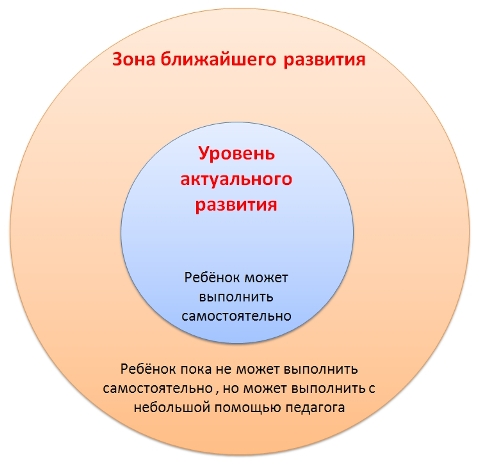 Зона ближайшего развития
Уровень
актуального
развития
Ребёнок может
выполнить
самостоятельно
Ребёнок пока не может выполнить
самостоятельно , но может выполнить с
небольшой помощью педагога